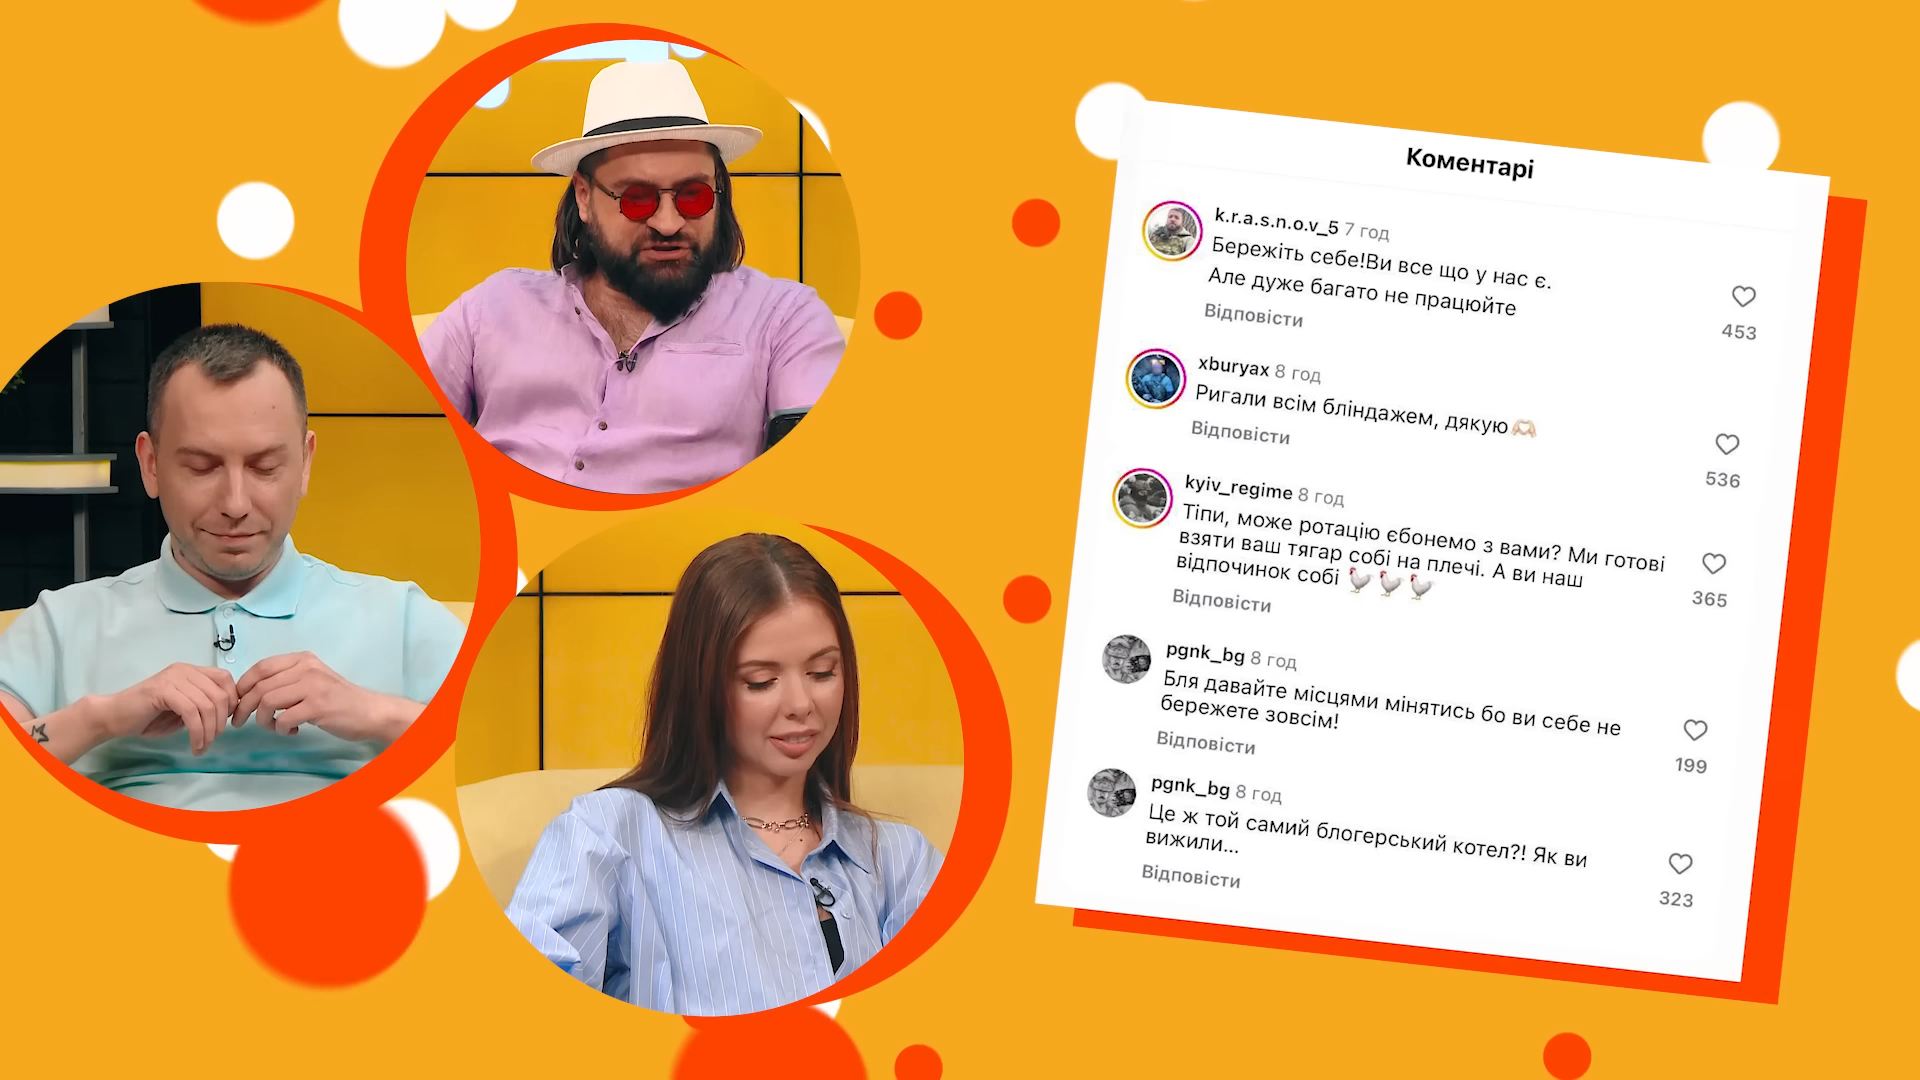 Коментарі
k.r.a.s.n.o.v_5 7 год
Бережіть себе!Ви все що у нас є.
Але дуже багато не працюйте
Відповісти
453
xburyax 8 год
Ригали всім бліндажем, дякую🫶🏻
Відповісти
536
kyiv_regime 8 год
Тіпи, може ротацію єбонемо з вами? Ми готові
взяти ваш тягар собі на плечі. А ви наш
відпочинок собі 🐓🐓🐓
Відповісти
365
pgnk_bg 8 год
Бля давайте місцями мінятись бо ви себе не
бережете зовсім!
Відповісти
199
pgnk_bg 8 год
Це ж той самий блогерський котел?! Як ви
вижили...
Відповісти
323